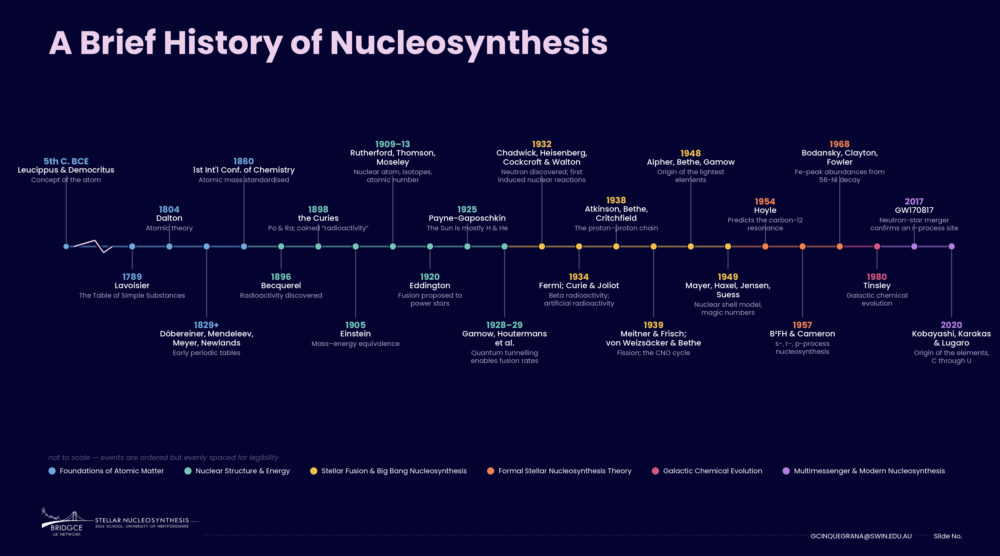 A Brief History of Nucleosynthesis
5th C. BCE
Leucippus & Democritus
Concept of the atom
1860
1st Int'l Conf. of Chemistry
Atomic mass standardised
1909–13
Rutherford, Thomson,
Moseley
Nuclear atom, isotopes,
atomic number
1932
Chadwick, Heisenberg,
Cockcroft & Walton
Neutron discovered; first
induced nuclear reactions
1948
Alpher, Bethe, Gamow
Origin of the lightest
elements
1968
Bodansky, Clayton,
Fowler
Fe-peak abundances from
56-Ni decay
1804
Dalton
Atomic theory
1898
the Curies
Po & Ra; coined “radioactivity”
1925
Payne-Gaposchkin
The Sun is mostly H & He
1938
Atkinson, Bethe,
Critchfield
The proton–proton chain
1954
Hoyle
Predicts the carbon-12
resonance
2017
GW170817
Neutron-star merger
confirms an r-process site
1789
Lavoisier
The Table of Simple Substances
1896
Becquerel
Radioactivity discovered
1920
Eddington
Fusion proposed to
power stars
1934
Fermi; Curie & Joliot
Beta radioactivity;
artificial radioactivity
1949
Mayer, Haxel, Jensen,
Suess
Nuclear shell model,
magic numbers
1980
Tinsley
Galactic chemical
evolution
1829+
Döbereiner, Mendeleev,
Meyer, Newlands
Early periodic tables
1905
Einstein
Mass–energy equivalence
1928–29
Gamow, Houtermans
et al.
Quantum tunnelling
enables fusion rates
1939
Meitner & Frisch;
von Weizsäcker & Bethe
Fission; the CNO cycle
1957
B²FH & Cameron
s-, r-, p-process
nucleosynthesis
2020
Kobayashi, Karakas
& Lugaro
Origin of the elements,
C through U
not to scale — events are ordered but evenly spaced for legibility
Foundations of Atomic Matter
Nuclear Structure & Energy
Stellar Fusion & Big Bang Nucleosynthesis
Formal Stellar Nucleosynthesis Theory
Galactic Chemical Evolution
Multimessenger & Modern Nucleosynthesis
BRIDGCE
UK NETWORK
STELLAR NUCLEOSYNTHESIS
2026 SCHOOL, UNIVERSITY OF HERTFORDSHIRE
GCINQUEGRANA@SWIN.EDU.AU
Slide No.